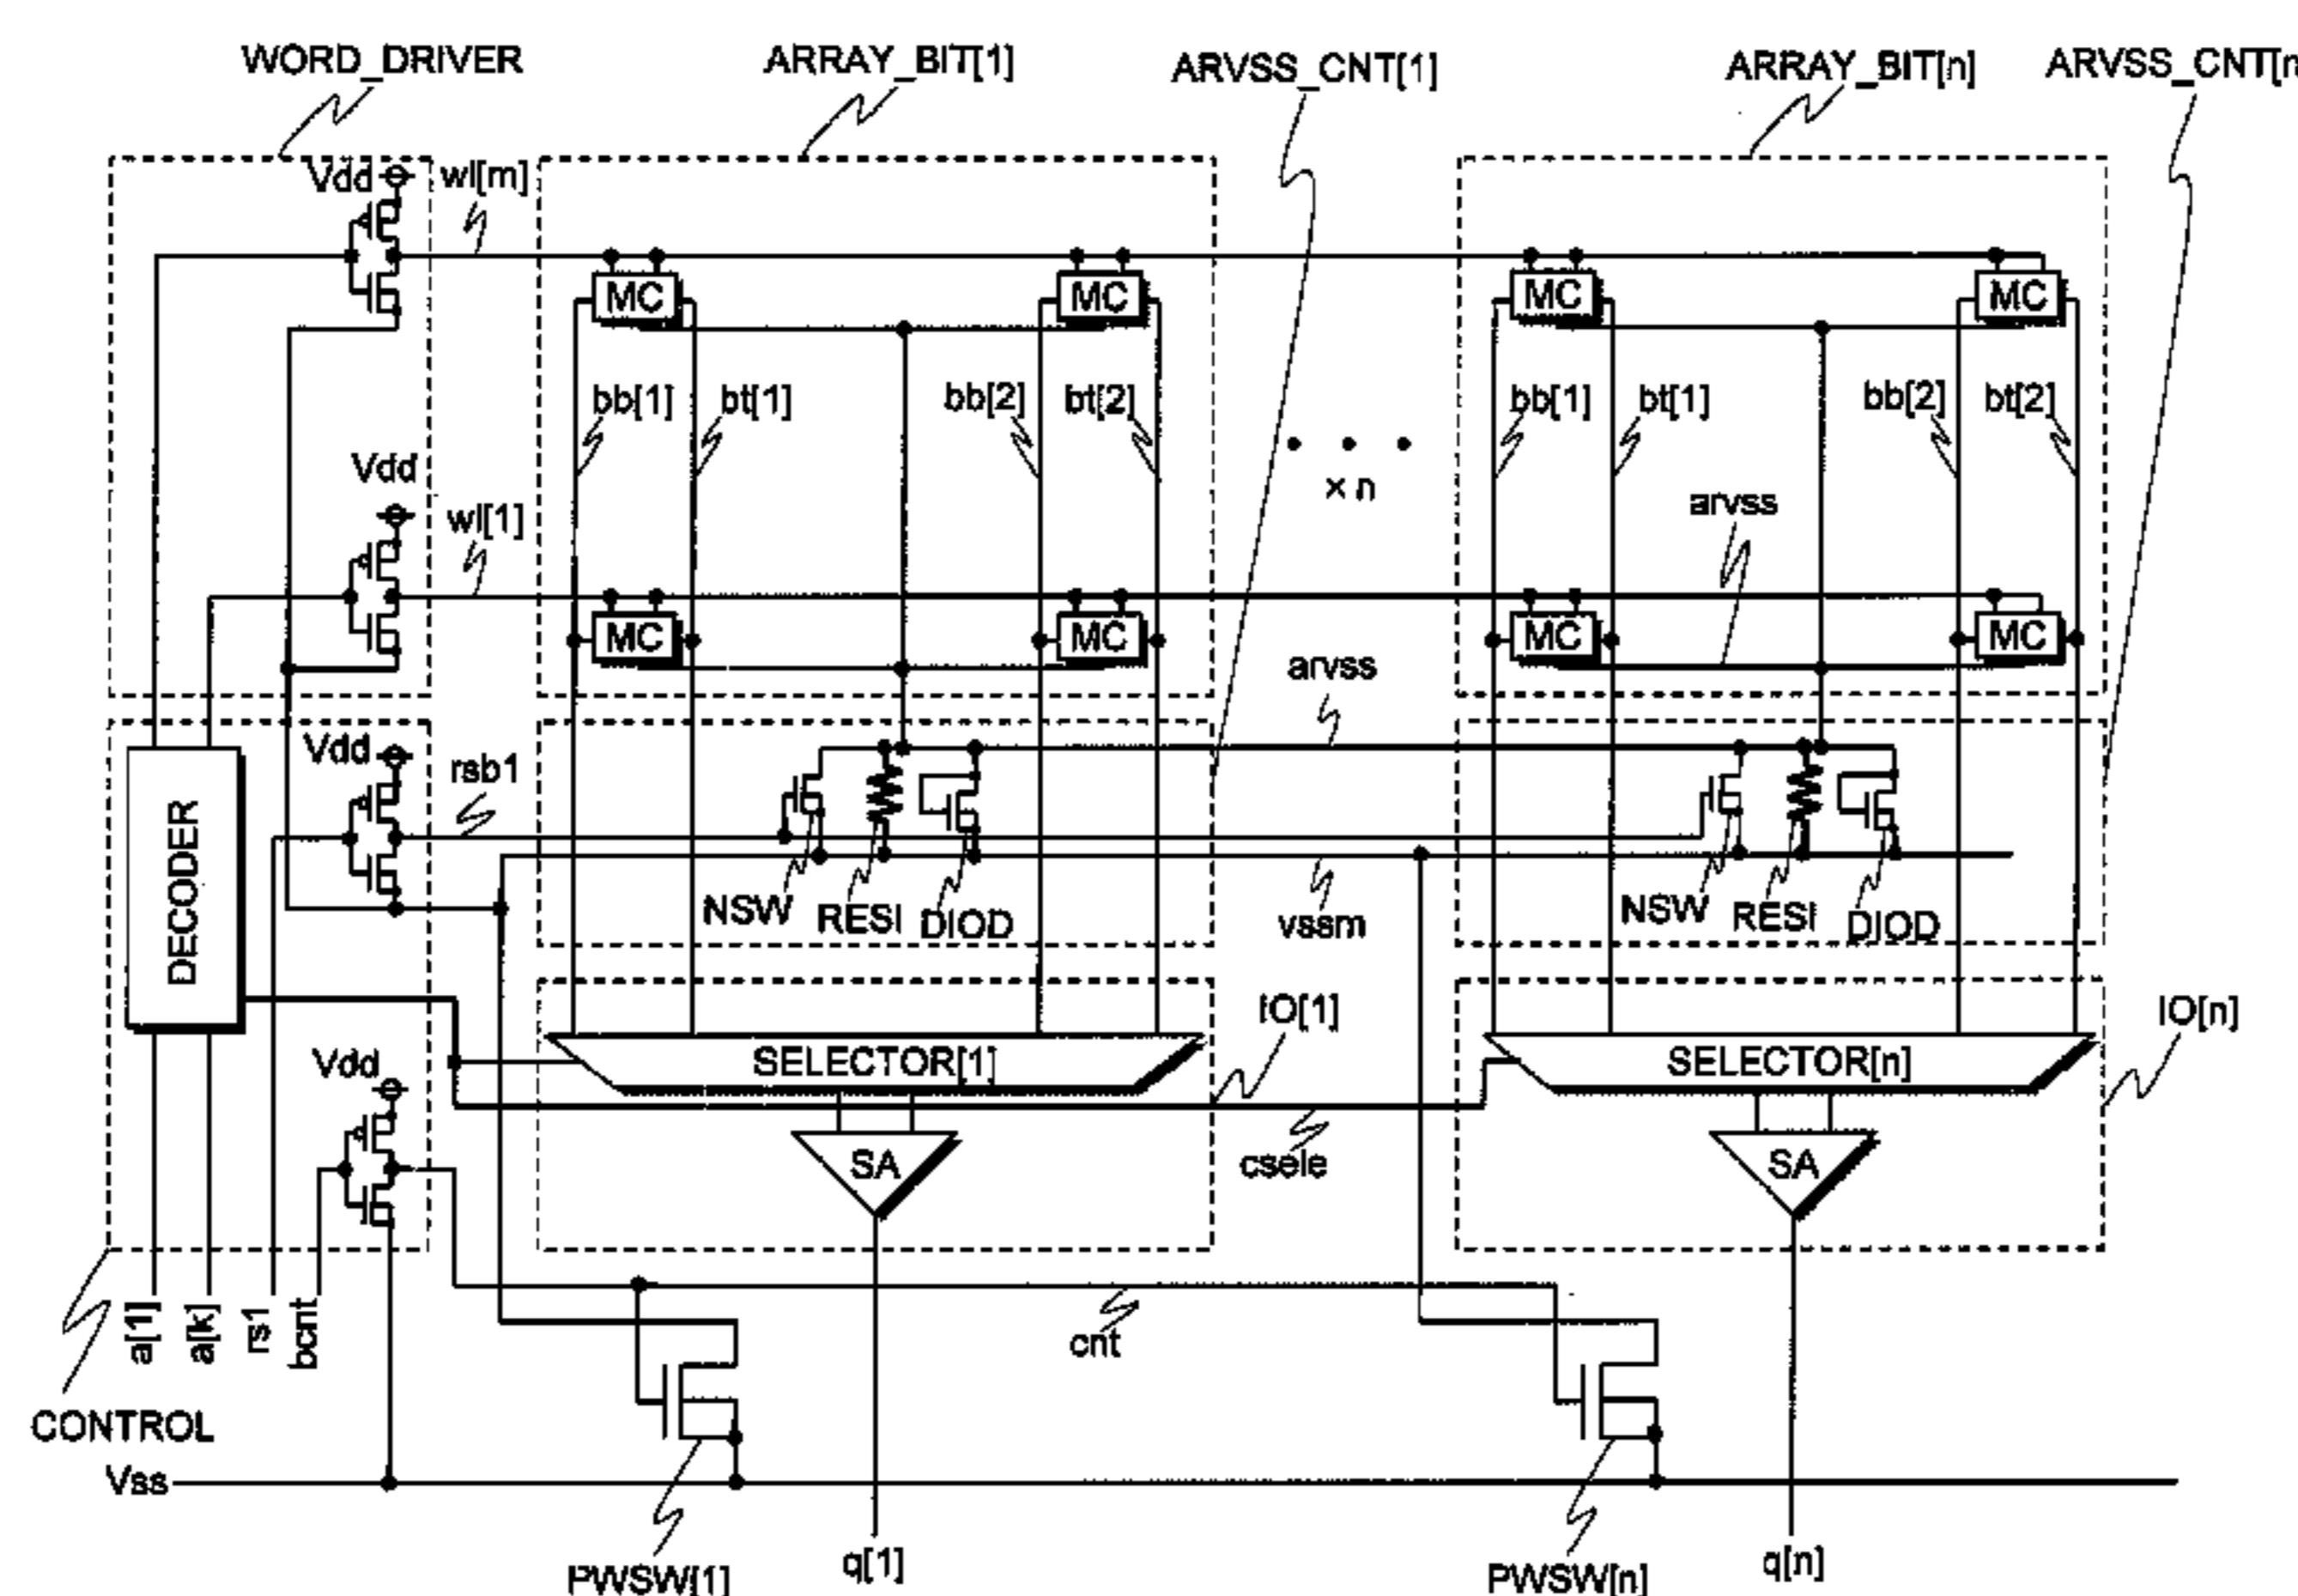 WORD_DRIVER
ARRAY_BIT[1]
ARVSS_CNT[1]
ARRAY_BIT[n]
ARVSS_CNT[n
Vdd
wl[m]
MC
MC
MC
MC
bb[1]
bt[1]
bb[2]
bt[2]
bb[1]
bt[1]
bb[2]
bt[2]
Vdd
× n
wl[1]
arvss
MC
MC
MC
MC
arvss
Vdd
rsb1
DECODER
NSW
RESI
DIOD
vssm
NSW
RESI
DIOD
IO[1]
IO[n]
Vdd
SELECTOR[1]
SELECTOR[n]
SA
csele
SA
a[1]
a[k]
rs1
bcnt
cnt
CONTROL
Vss
PWSW[1]
q[1]
PWSW[n]
q[n]